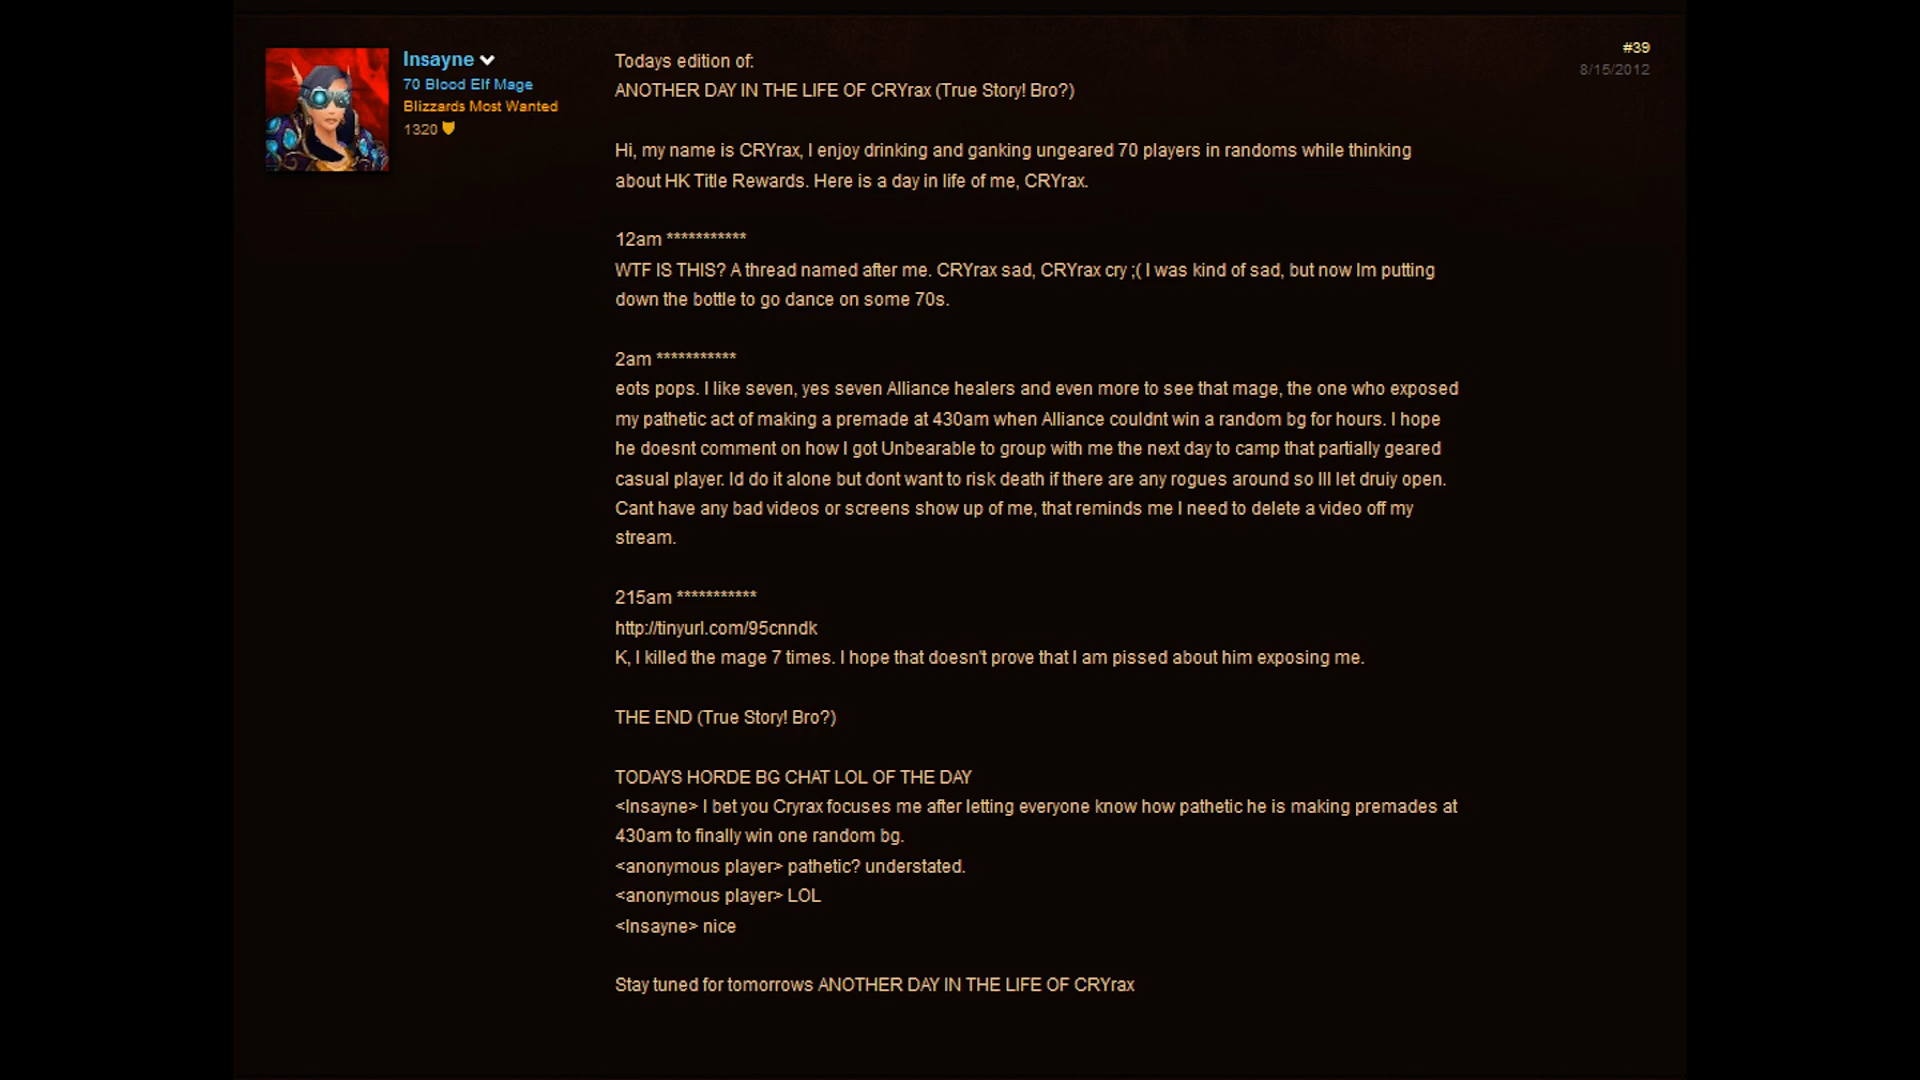 Insayne
70 Blood Elf Mage
Blizzards Most Wanted
1320
#39
8/15/2012
Todays edition of:
ANOTHER DAY IN THE LIFE OF CRYrax (True Story! Bro?)
Hi, my name is CRYrax, I enjoy drinking and ganking ungeared 70 players in randoms while thinking
about HK Title Rewards. Here is a day in life of me, CRYrax.
12am ***********
WTF IS THIS? A thread named after me. CRYrax sad, CRYrax cry ;( I was kind of sad, but now Im putting
down the bottle to go dance on some 70s.
2am ***********
eots pops. I like seven, yes seven Alliance healers and even more to see that mage, the one who exposed
my pathetic act of making a premade at 430am when Alliance couldnt win a random bg for hours. I hope
he doesnt comment on how I got Unbearable to group with me the next day to camp that partially geared
casual player. Id do it alone but dont want to risk death if there are any rogues around so Ill let druiy open.
Cant have any bad videos or screens show up of me, that reminds me I need to delete a video off my
stream.
215am ***********
http://tinyurl.com/95cnndk
K, I killed the mage 7 times. I hope that doesn't prove that I am pissed about him exposing me.
THE END (True Story! Bro?)
TODAYS HORDE BG CHAT LOL OF THE DAY
<Insayne> I bet you Cryrax focuses me after letting everyone know how pathetic he is making premades at
430am to finally win one random bg.
<anonymous player> pathetic? understated.
<anonymous player> LOL
<Insayne> nice
Stay tuned for tomorrows ANOTHER DAY IN THE LIFE OF CRYrax